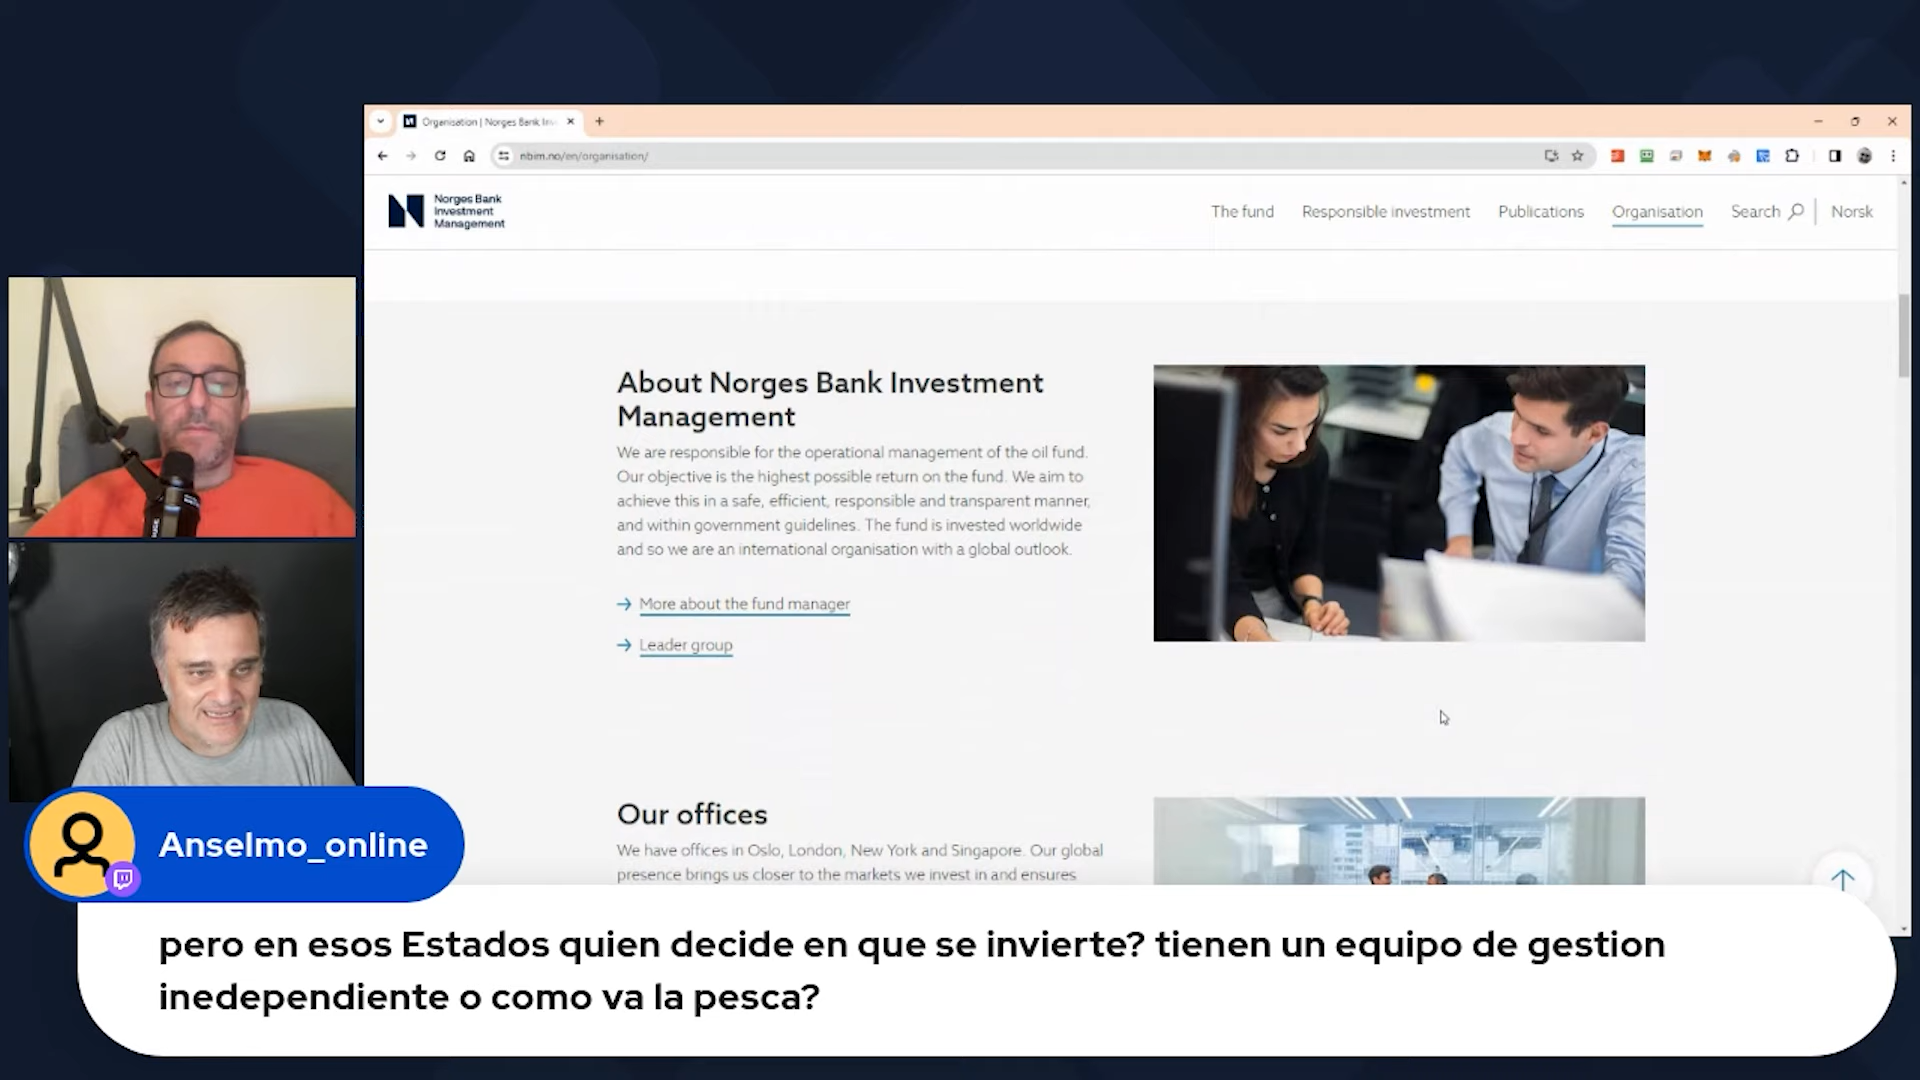 Organisation | Norges Bank Inv
nbim.no/en/organisation/
Norges Bank
Investment
Management
The fund
Responsible investment
Publications
Organisation
Search
Norsk
About Norges Bank Investment
Management
We are responsible for the operational management of the oil fund.
Our objective is the highest possible return on the fund. We aim to
achieve this in a safe, efficient, responsible and transparent manner,
and within government guidelines. The fund is invested worldwide
and so we are an international organisation with a global outlook.
More about the fund manager
Leader group
Our offices
We have offices in Oslo, London, New York and Singapore. Our global
presence brings us closer to the markets we invest in and ensures
Anselmo_online
pero en esos Estados quien decide en que se invierte? tienen un equipo de gestion
inedependiente o como va la pesca?